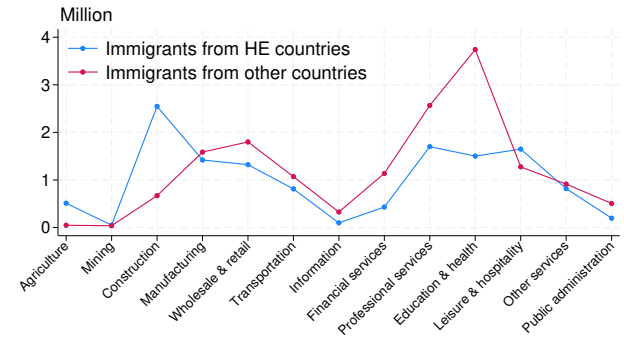 Million
Immigrants from HE countries
Immigrants from other countries
4
3
2
1
0
Agriculture
Mining
Construction
Manufacturing
Wholesale & retail
Transportation
Information
Financial services
Professional services
Education & health
Leisure & hospitality
Other services
Public administration